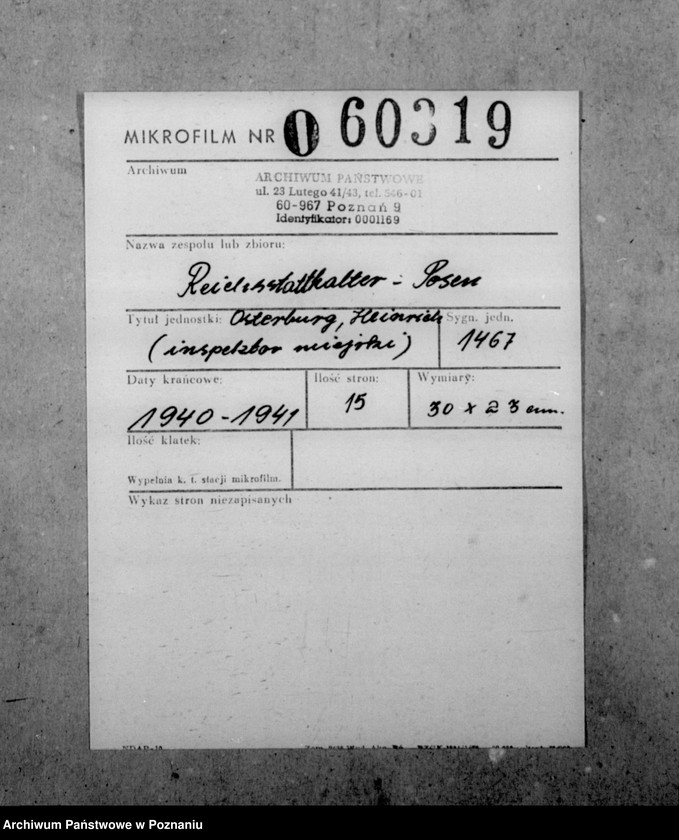 MIKROFILM NR 0 60319
Archiwum
ARCHIWUM PAŃSTWOWE
ul. 23 Lutego 41/43, tel. 546-01
60-967 Poznań 9
Identyfikator: 0001169
Nazwa zespołu lub zbioru:
Reichsstatthalter - Posen
Tytuł jednostki: Osterburg, Heinrich
(inspektor miejski)
Sygn. jedn.
1467
Daty krańcowe:
1940-1941
Ilość stron:
15
Wymiary:
30 x 23 cm.
Ilość klatek:
Wypełnia k. t. stacji mikrofilm.
Wykaz stron niezapisanych
Archiwum Państwowe w Poznaniu